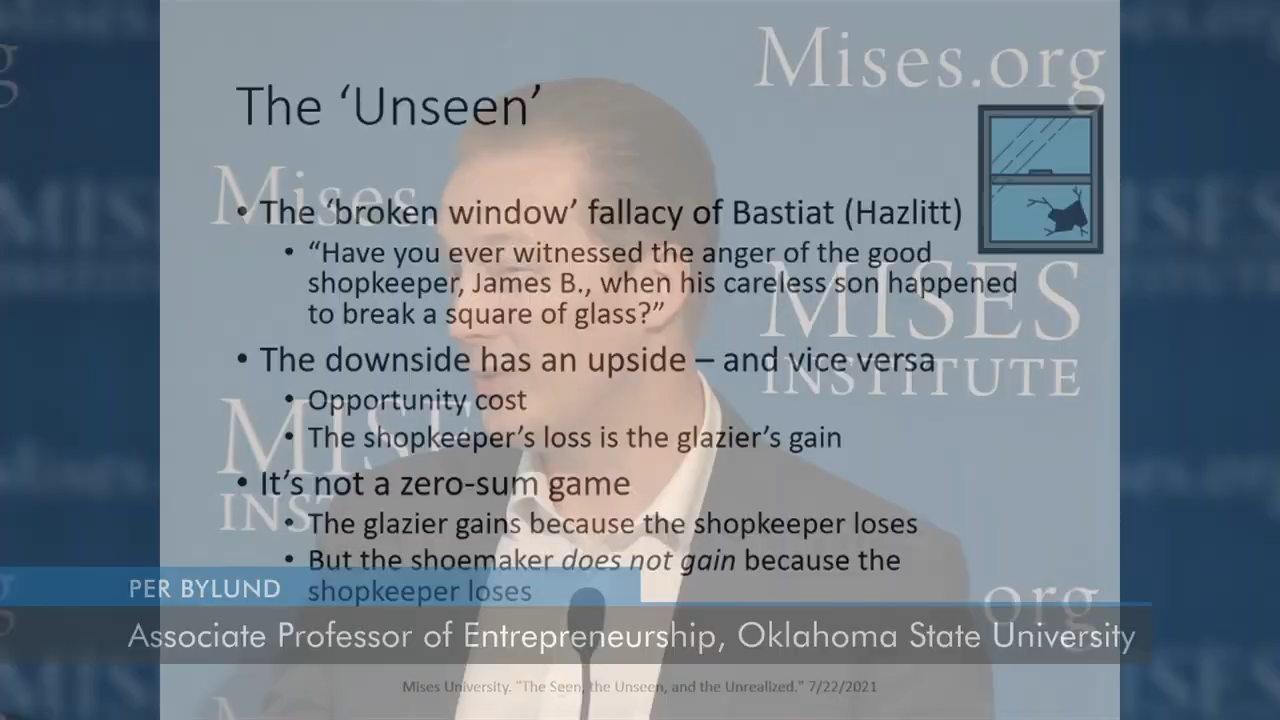 Mises.org
The ‘Unseen’
Mises
• The ‘broken window’ fallacy of Bastiat (Hazlitt)
• “Have you ever witnessed the anger of the good
shopkeeper, James B., when his careless son happened
to break a square of glass?”
MISES
INSTITUTE
• The downside has an upside – and vice versa
• Opportunity cost
• The shopkeeper’s loss is the glazier’s gain
MISES
INST
• It’s not a zero-sum game
• The glazier gains because the shopkeeper loses
• But the shoemaker does not gain because the
shopkeeper loses
PER BYLUND
org
Associate Professor of Entrepreneurship, Oklahoma State University
Mises University. "The Seen, the Unseen, and the Unrealized." 7/22/2021